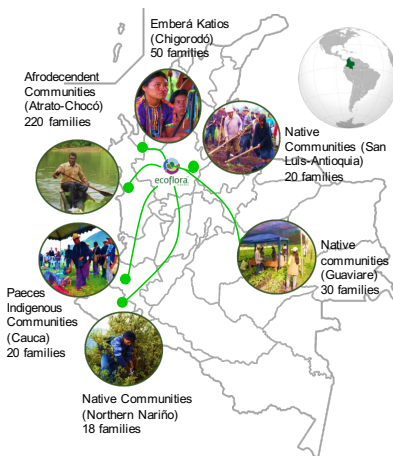 Emberá Katios
(Chigorodó)
50 families
Afrodecendent
Communities
(Atrato-Chocó)
220 families
Native
Communities (San
Luis-Antioquia)
20 families
ecoflora
Native
communities
(Guaviare)
30 families
Paeces
Indigenous
Communities
(Cauca)
20 families
Native Communities
(Northern Nariño)
18 families